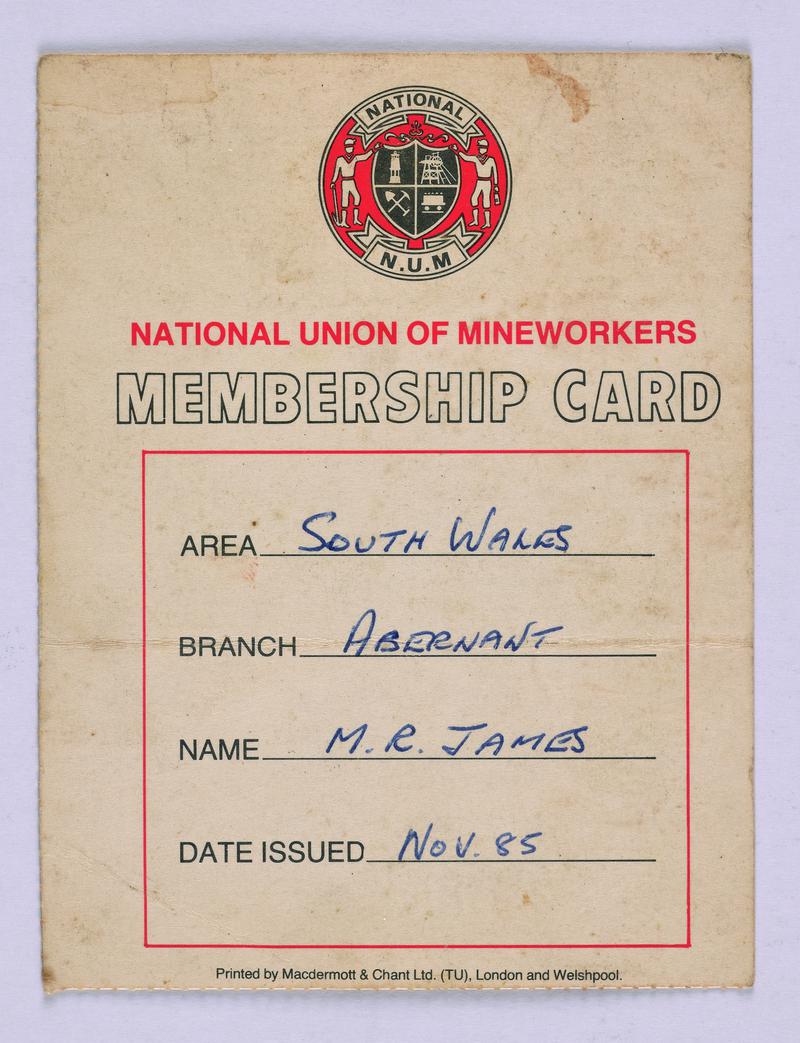 NATIONAL
N.U.M
NATIONAL UNION OF MINEWORKERS
MEMBERSHIP CARD
AREA South Wales
BRANCH Abernant
NAME M. R. James
DATE ISSUED Nov. 85
Printed by Macdermott & Chant Ltd. (TU), London and Welshpool.